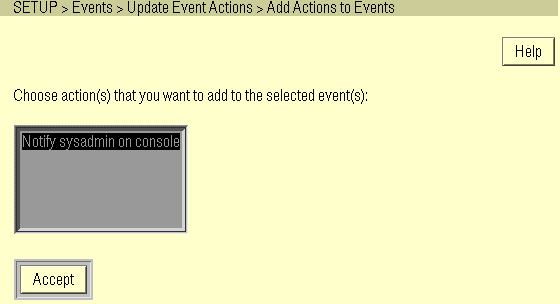 SETUP > Events > Update Event Actions > Add Actions to Events
Help
Choose action(s) that you want to add to the selected event(s):
Notify sysadmin on console
Accept